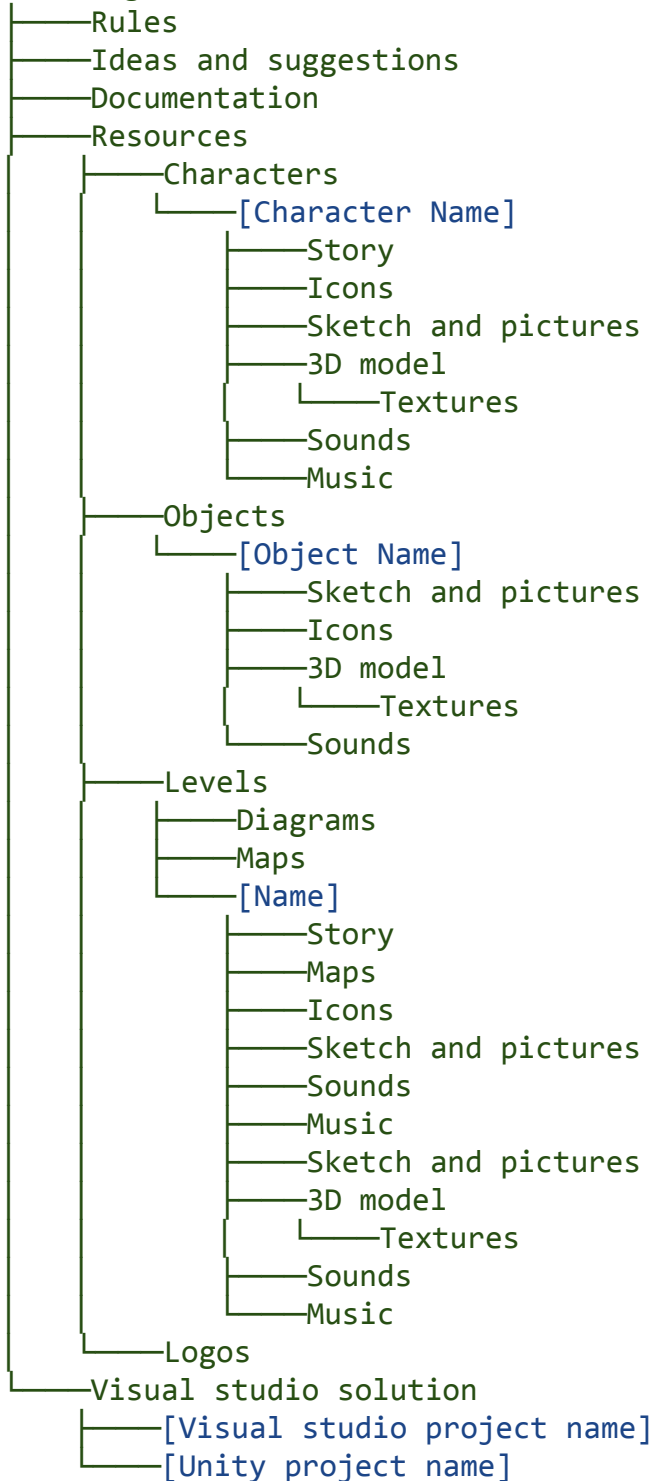 Rules
Ideas and suggestions
Documentation
Resources
Characters
[Character Name]
Story
Icons
Sketch and pictures
3D model
Textures
Sounds
Music
Objects
[Object Name]
Sketch and pictures
Icons
3D model
Textures
Sounds
Levels
Diagrams
Maps
[Name]
Story
Maps
Icons
Sketch and pictures
Sounds
Music
Sketch and pictures
3D model
Textures
Sounds
Music
Logos
Visual studio solution
[Visual studio project name]
[Unity project name]